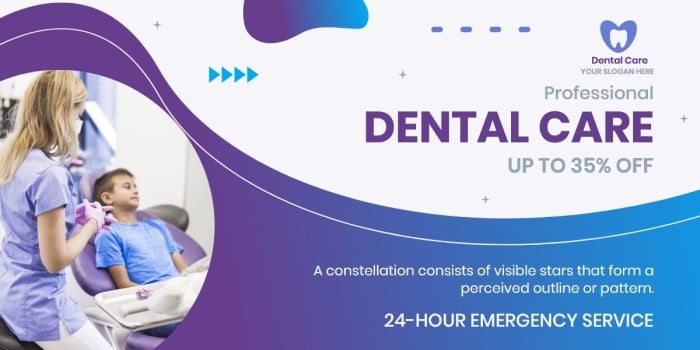 Dental Care
YOUR SLOGAN HERE
Professional
DENTAL CARE
UP TO 35% OFF
A constellation consists of visible stars that form a
perceived outline or pattern.
24-HOUR EMERGENCY SERVICE